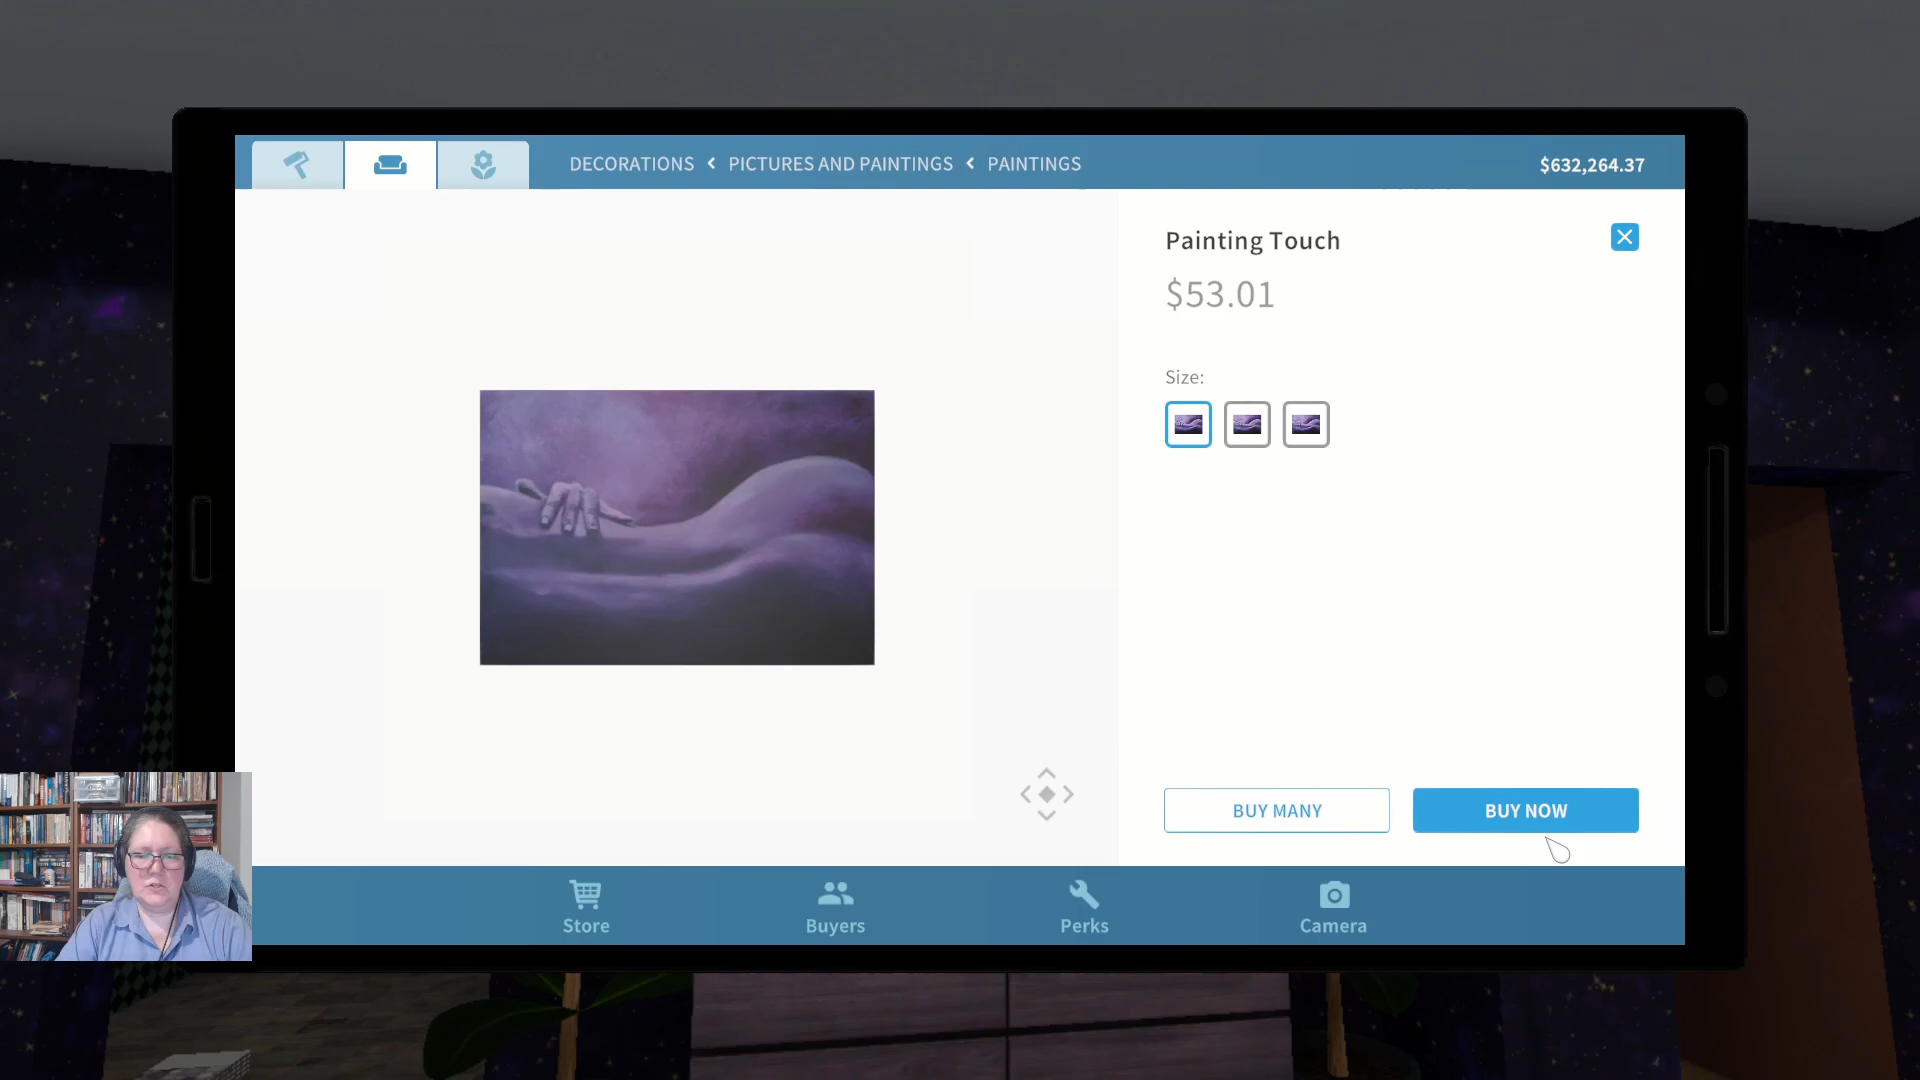 DECORATIONS < PICTURES AND PAINTINGS < PAINTINGS
$632,264.37
Painting Touch
$53.01
Size:
BUY MANY
BUY NOW
Store
Buyers
Perks
Camera